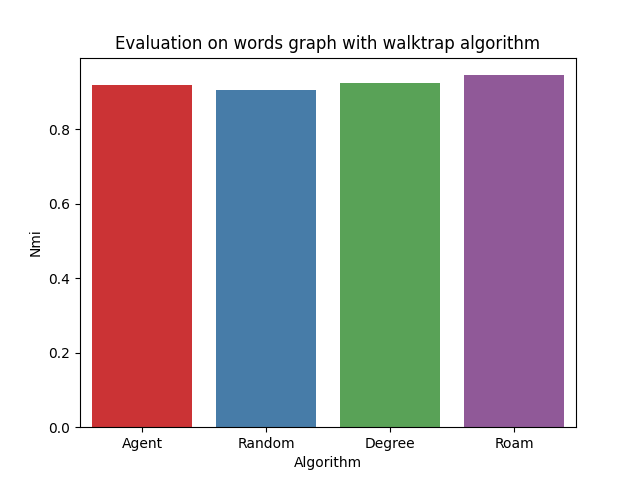 Evaluation on words graph with walktrap algorithm
Nmi
0.8
0.6
0.4
0.2
0.0
Agent Random Degree Roam
Algorithm